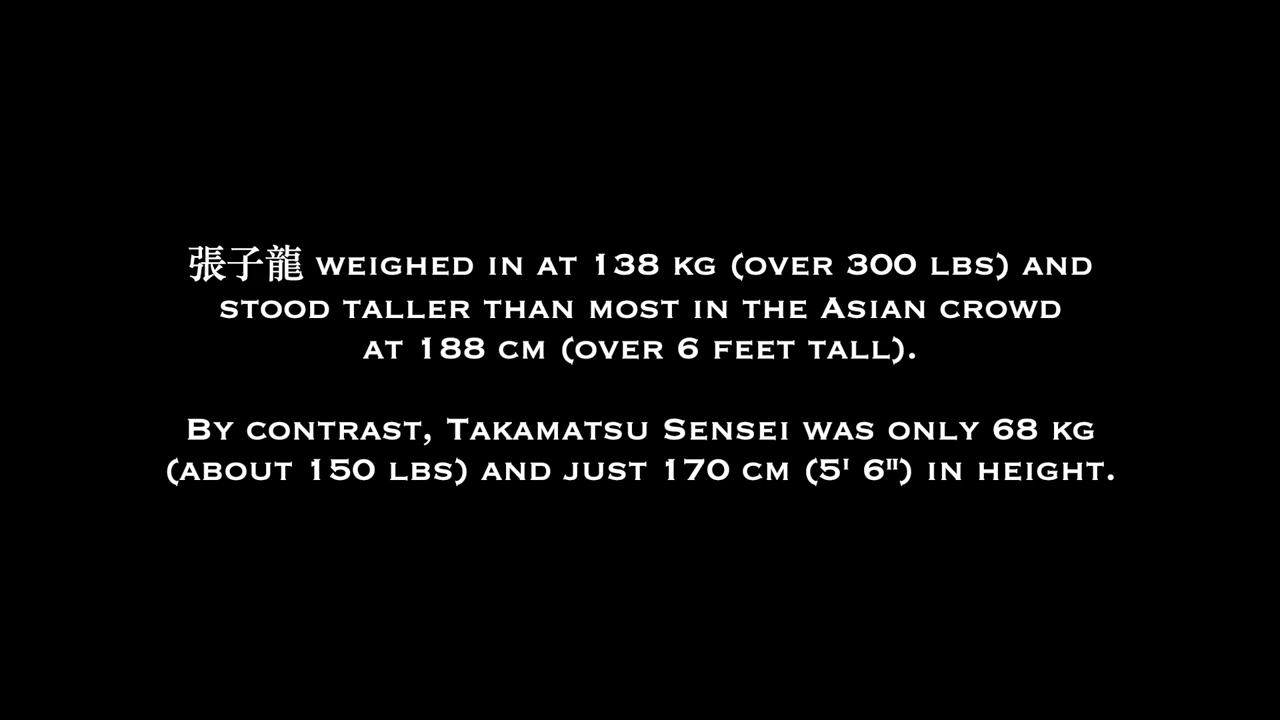 張子龍 WEIGHED IN AT 138 KG (OVER 300 LBS) AND
STOOD TALLER THAN MOST IN THE ASIAN CROWD
AT 188 CM (OVER 6 FEET TALL).
BY CONTRAST, TAKAMATSU SENSEI WAS ONLY 68 KG
(ABOUT 150 LBS) AND JUST 170 CM (5' 6") IN HEIGHT.